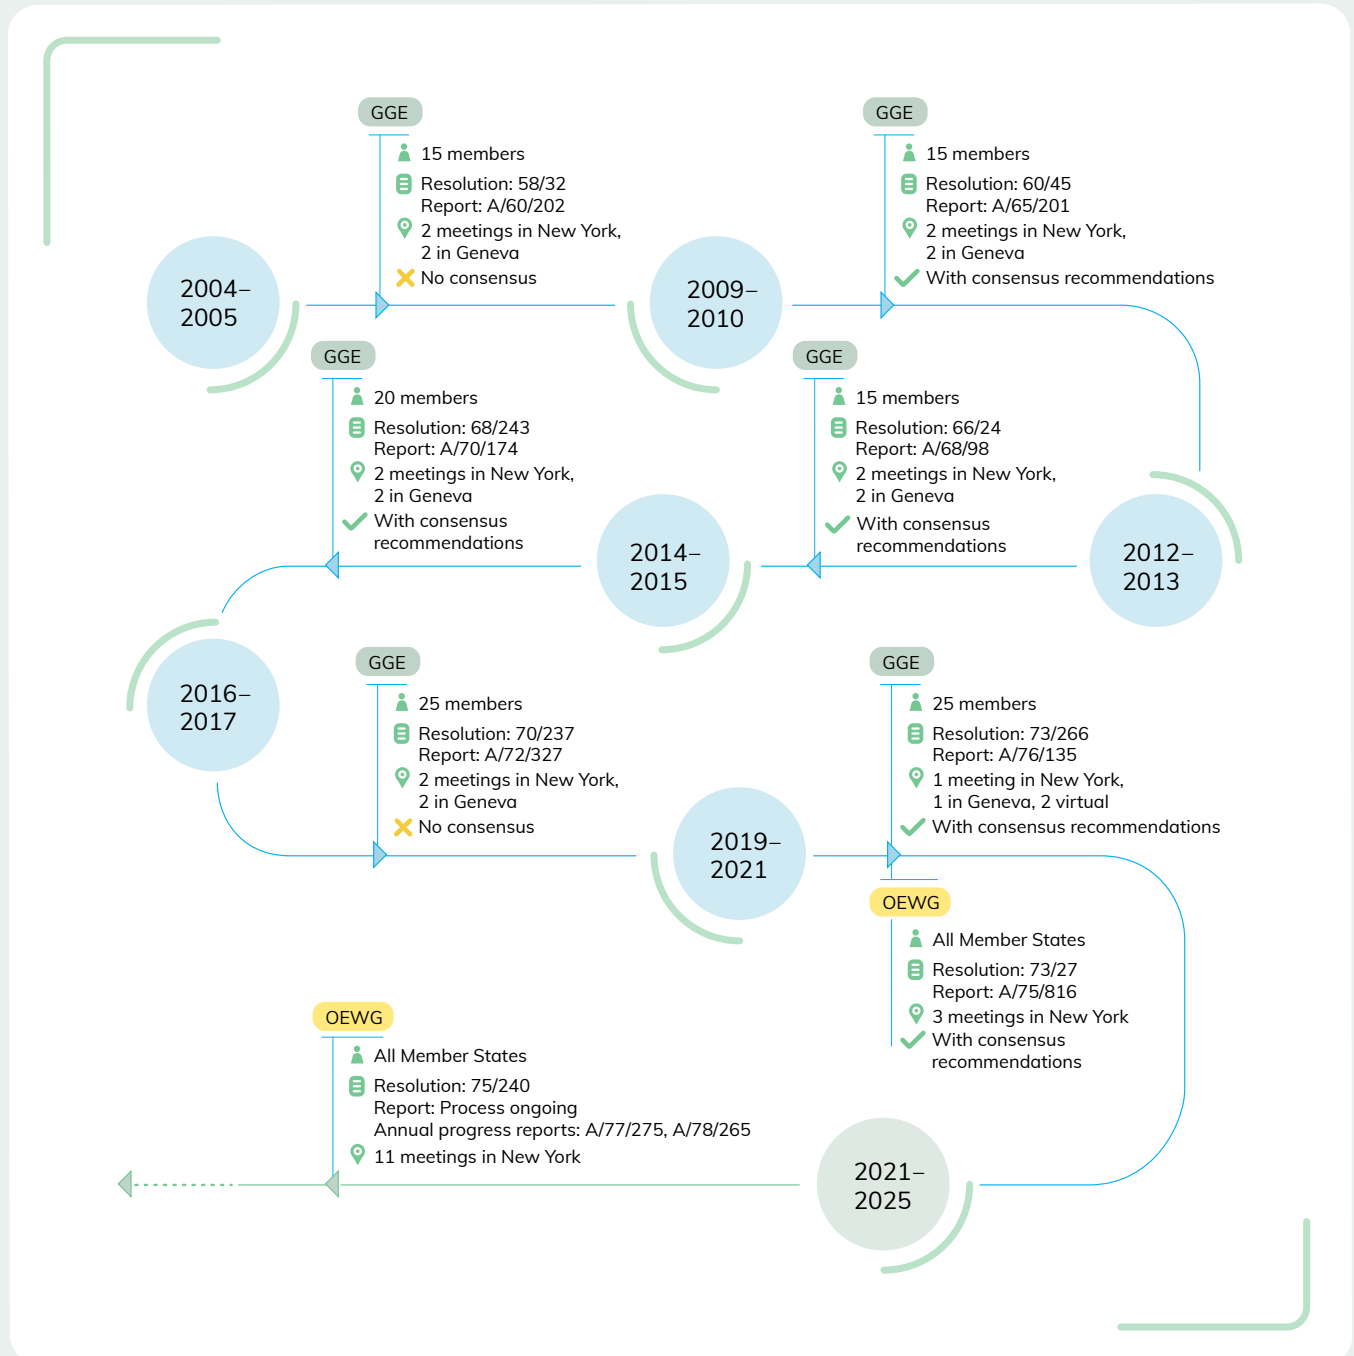 2004–
2005
GGE
15 members
Resolution: 58/32
Report: A/60/202
2 meetings in New York,
2 in Geneva
No consensus
2009–
2010
GGE
15 members
Resolution: 60/45
Report: A/65/201
2 meetings in New York,
2 in Geneva
With consensus recommendations
2012–
2013
GGE
15 members
Resolution: 66/24
Report: A/68/98
2 meetings in New York,
2 in Geneva
With consensus
recommendations
2014–
2015
GGE
20 members
Resolution: 68/243
Report: A/70/174
2 meetings in New York,
2 in Geneva
With consensus
recommendations
2016–
2017
GGE
25 members
Resolution: 70/237
Report: A/72/327
2 meetings in New York,
2 in Geneva
No consensus
2019–
2021
GGE
25 members
Resolution: 73/266
Report: A/76/135
1 meeting in New York,
1 in Geneva, 2 virtual
With consensus recommendations
OEWG
All Member States
Resolution: 73/27
Report: A/75/816
3 meetings in New York
With consensus
recommendations
2021–
2025
OEWG
All Member States
Resolution: 75/240
Report: Process ongoing
Annual progress reports: A/77/275, A/78/265
11 meetings in New York